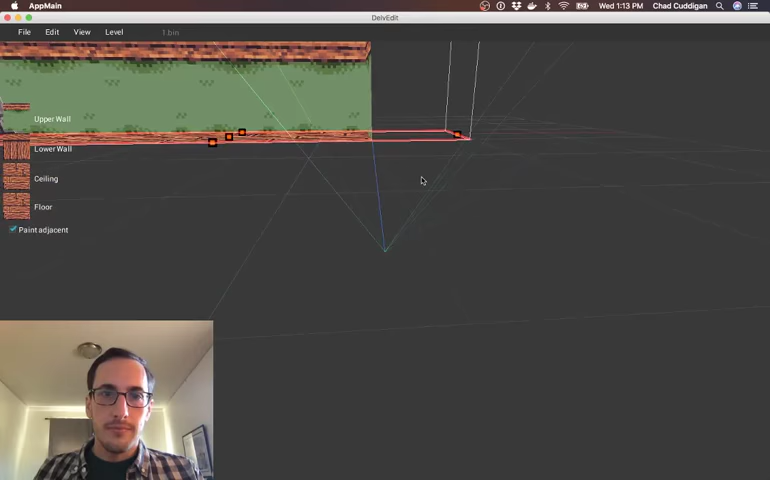 AppMain
Wed 1:13 PM
Chad Cuddigan
DeivEdit
File
Edit
View
Level
1.bin
Upper Wall
Lower Wall
Ceiling
Floor
Paint adjacent